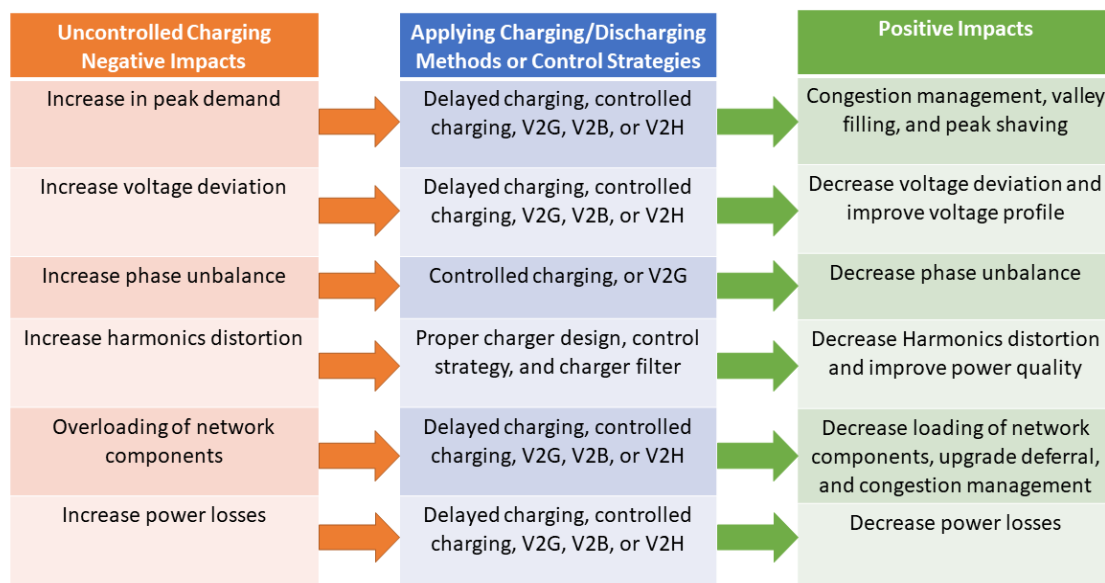 Uncontrolled Charging
Negative Impacts
Applying Charging/Discharging
Methods or Control Strategies
Positive Impacts
Increase in peak demand
Delayed charging, controlled
charging, V2G, V2B, or V2H
Congestion management, valley
filling, and peak shaving
Increase voltage deviation
Delayed charging, controlled
charging, V2G, V2B, or V2H
Decrease voltage deviation and
improve voltage profile
Increase phase unbalance
Controlled charging, or V2G
Decrease phase unbalance
Increase harmonics distortion
Proper charger design, control
strategy, and charger filter
Decrease Harmonics distortion
and improve power quality
Overloading of network
components
Delayed charging, controlled
charging, V2G, V2B, or V2H
Decrease loading of network
components, upgrade deferral,
and congestion management
Increase power losses
Delayed charging, controlled
charging, V2G, V2B, or V2H
Decrease power losses